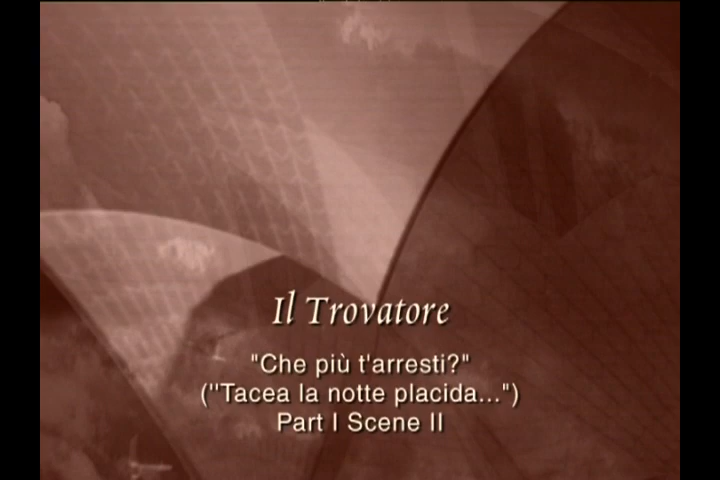 Il Trovatore
"Che più t'arresti?"
(''Tacea la notte placida...")
Part I Scene II